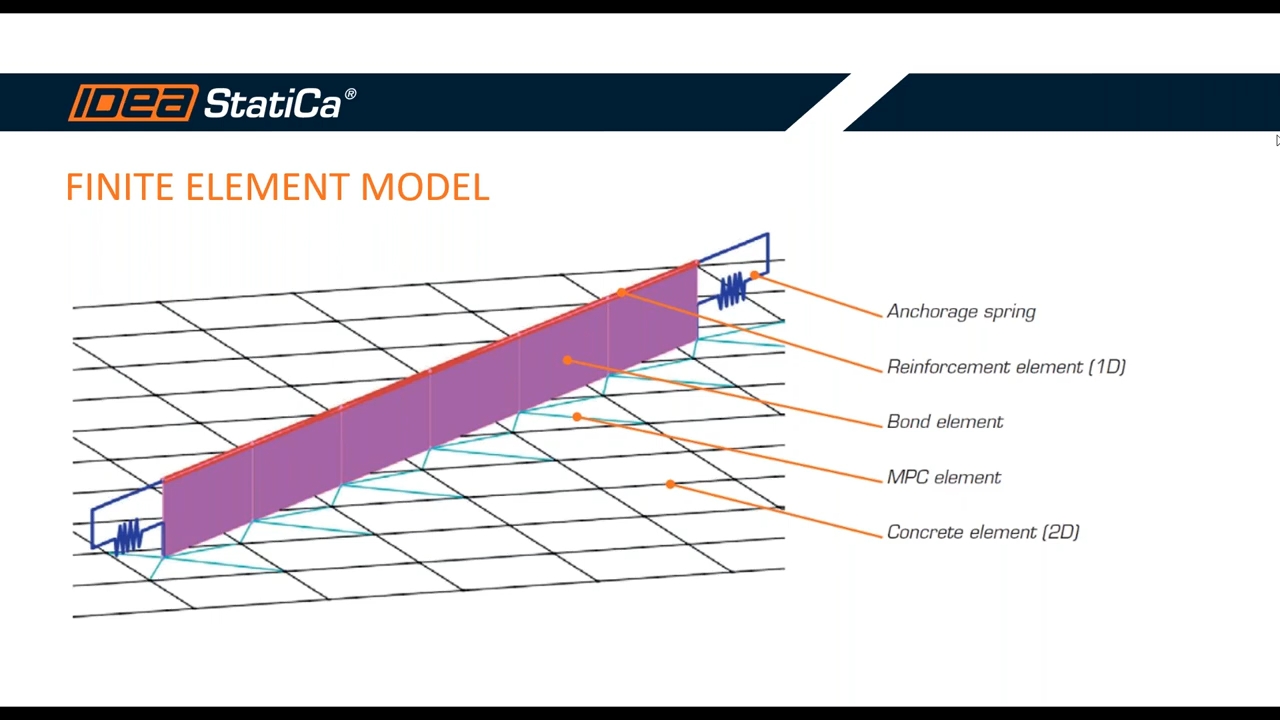 IDEA StatiCa®
FINITE ELEMENT MODEL
Anchorage spring
Reinforcement element (1D)
Bond element
MPC element
Concrete element (2D)